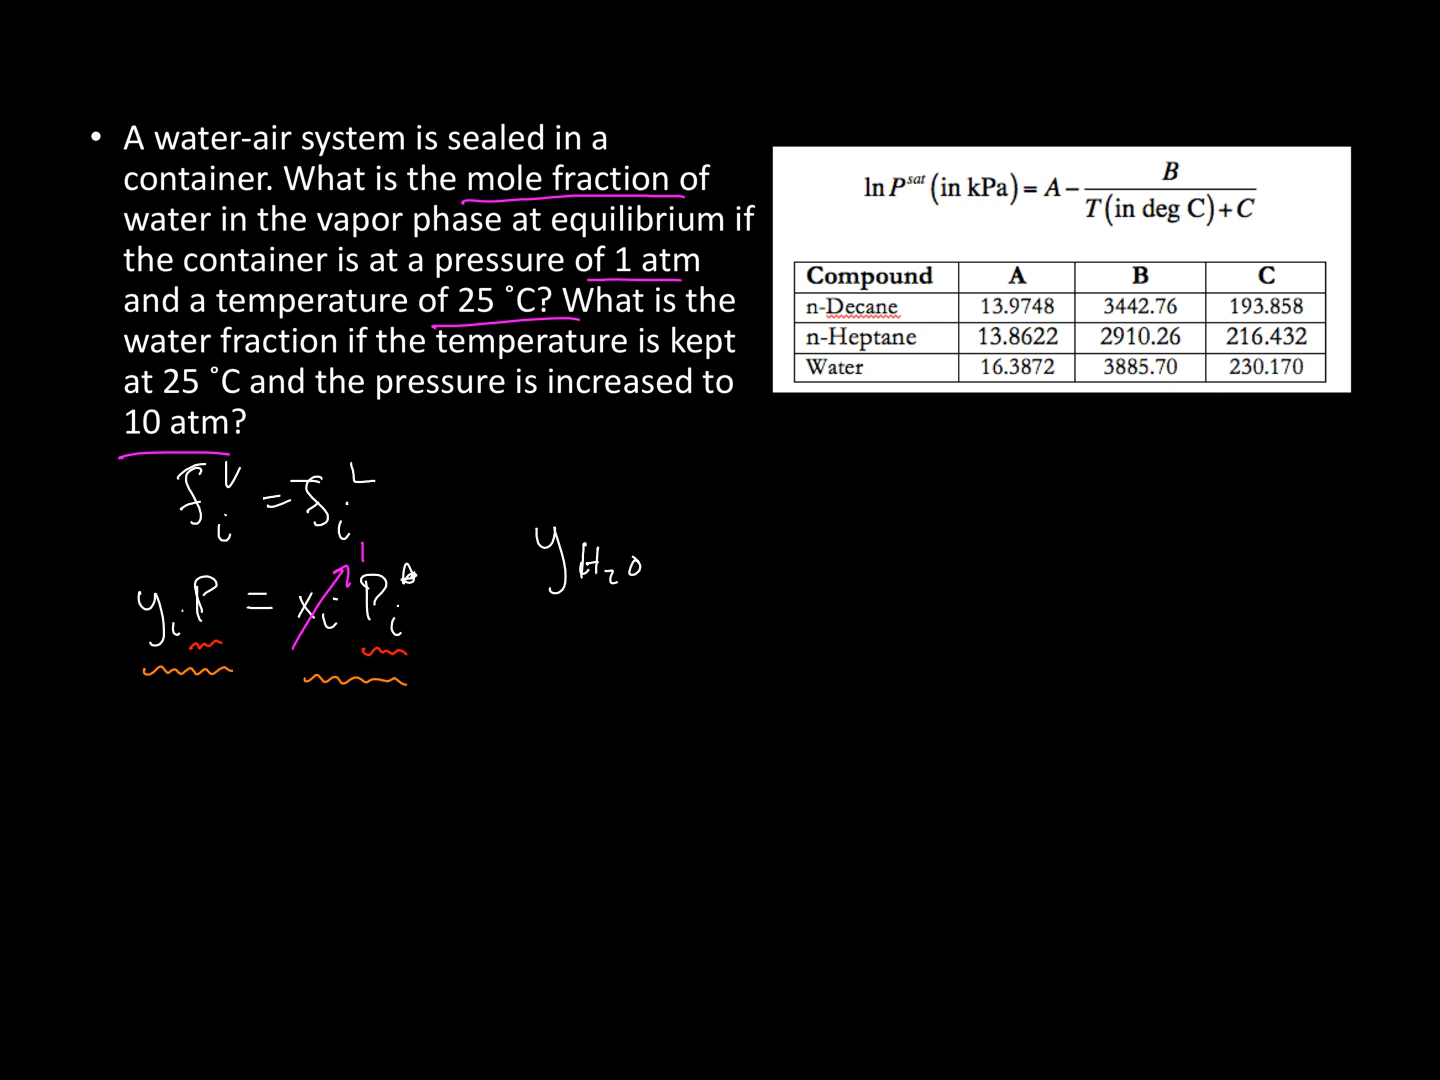 • A water-air system is sealed in a
container. What is the mole fraction of
water in the vapor phase at equilibrium if
the container is at a pressure of 1 atm
and a temperature of 25 ˚C? What is the
water fraction if the temperature is kept
at 25 ˚C and the pressure is increased to
10 atm?
ln P^sat (in kPa) = A − B / (T (in deg C) + C)
Compound A B C
n-Decane 13.9748 3442.76 193.858
n-Heptane 13.8622 2910.26 216.432
Water 16.3872 3885.70 230.170
f_i^V = f_i^L
1
y_i P = x_i P_i^*
y_H2O